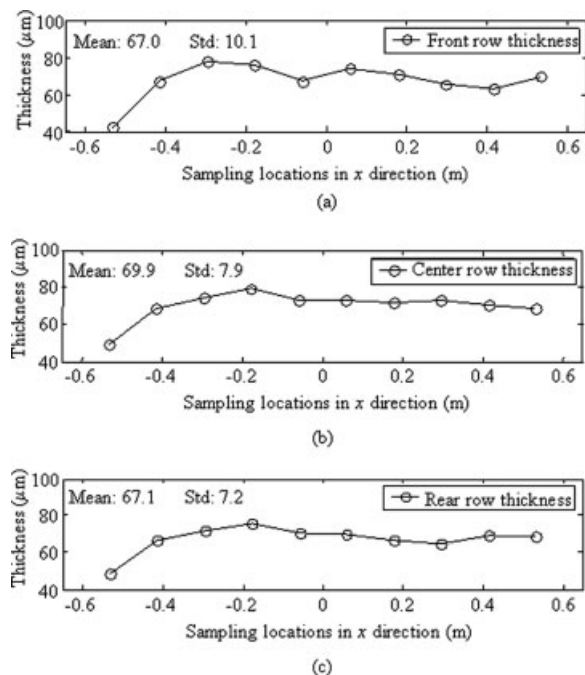 100
Mean: 67.0 Std: 10.1 Front row thickness
80
60
40
Thickness (μm)
-0.6 -0.4 -0.2 0 0.2 0.4 0.6
Sampling locations in x direction (m)
(a)
100
Mean: 69.9 Std: 7.9 Center row thickness
80
60
40
Thickness (μm)
-0.6 -0.4 -0.2 0 0.2 0.4 0.6
Sampling locations in x direction (m)
(b)
100
Mean: 67.1 Std: 7.2 Rear row thickness
80
60
40
Thickness (μm)
-0.6 -0.4 -0.2 0 0.2 0.4 0.6
Sampling locations in x direction (m)
(c)